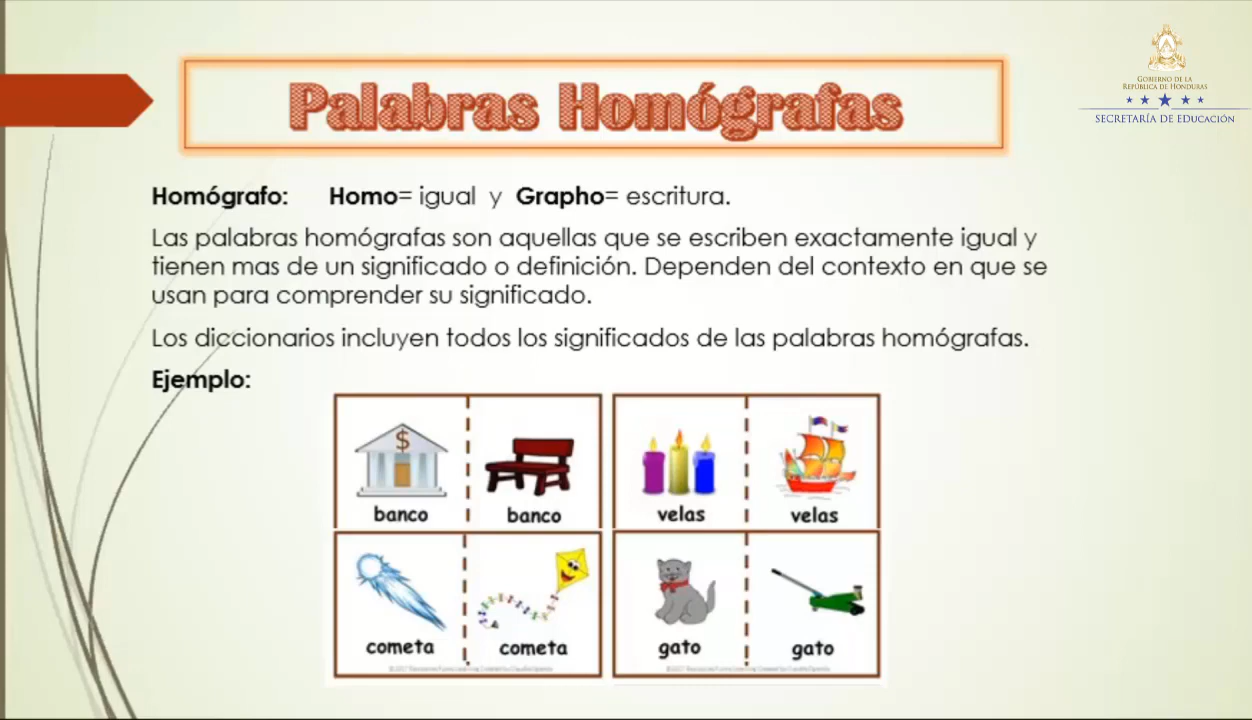 Palabras Homógrafas
GOBIERNO DE LA
REPÚBLICA DE HONDURAS
SECRETARÍA DE EDUCACIÓN
Homógrafo: Homo= igual y Grapho= escritura.
Las palabras homógrafas son aquellas que se escriben exactamente igual y
tienen mas de un significado o definición. Dependen del contexto en que se
usan para comprender su significado.
Los diccionarios incluyen todos los significados de las palabras homógrafas.
Ejemplo:
$
banco banco velas velas
cometa cometa gato gato